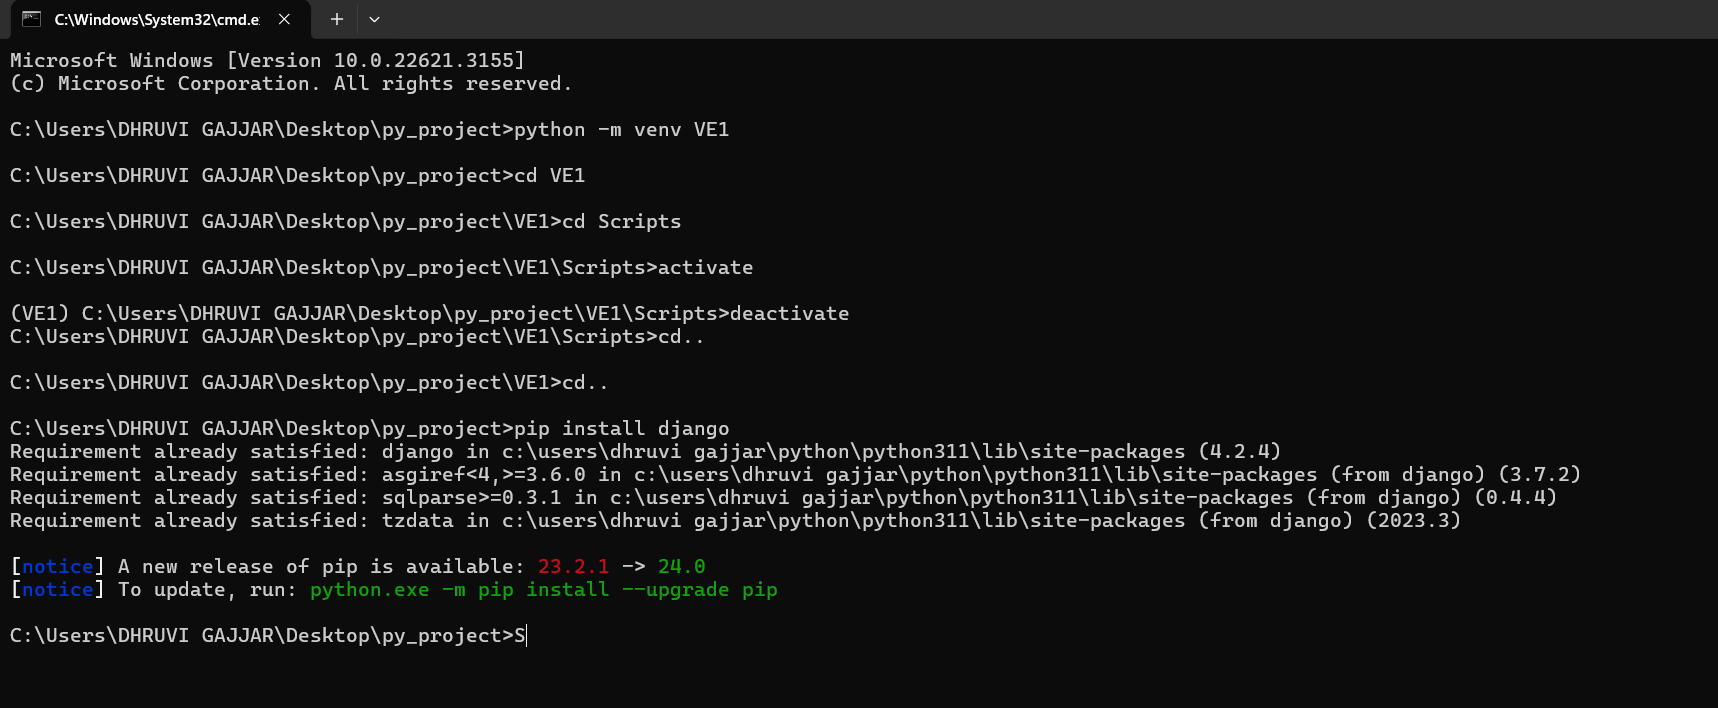 C:\Windows\System32\cmd.e
Microsoft Windows [Version 10.0.22621.3155]
(c) Microsoft Corporation. All rights reserved.
C:\Users\DHRUVI GAJJAR\Desktop\py_project>python -m venv VE1
C:\Users\DHRUVI GAJJAR\Desktop\py_project>cd VE1
C:\Users\DHRUVI GAJJAR\Desktop\py_project\VE1>cd Scripts
C:\Users\DHRUVI GAJJAR\Desktop\py_project\VE1\Scripts>activate
(VE1) C:\Users\DHRUVI GAJJAR\Desktop\py_project\VE1\Scripts>deactivate
C:\Users\DHRUVI GAJJAR\Desktop\py_project\VE1\Scripts>cd..
C:\Users\DHRUVI GAJJAR\Desktop\py_project\VE1>cd..
C:\Users\DHRUVI GAJJAR\Desktop\py_project>pip install django
Requirement already satisfied: django in c:\users\dhruvi gajjar\python\python311\lib\site-packages (4.2.4)
Requirement already satisfied: asgiref<4,>=3.6.0 in c:\users\dhruvi gajjar\python\python311\lib\site-packages (from django) (3.7.2)
Requirement already satisfied: sqlparse>=0.3.1 in c:\users\dhruvi gajjar\python\python311\lib\site-packages (from django) (0.4.4)
Requirement already satisfied: tzdata in c:\users\dhruvi gajjar\python\python311\lib\site-packages (from django) (2023.3)
[notice] A new release of pip is available: 23.2.1 -> 24.0
[notice] To update, run: python.exe -m pip install --upgrade pip
C:\Users\DHRUVI GAJJAR\Desktop\py_project>S